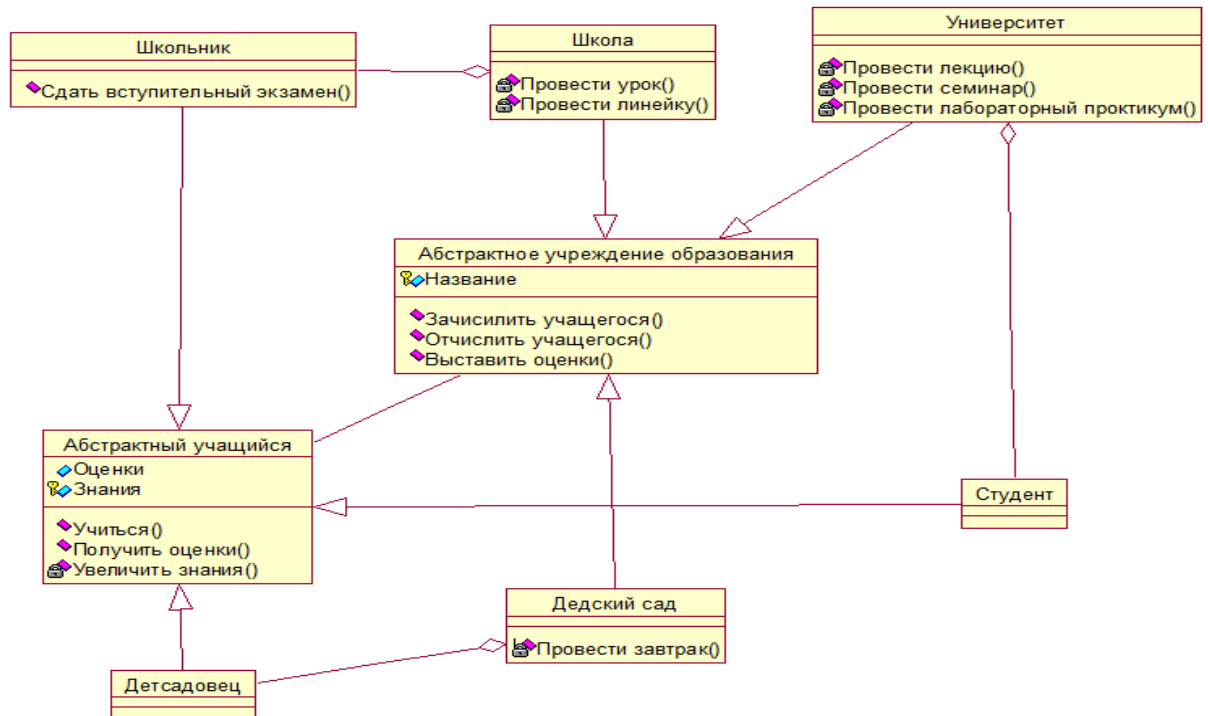 Школьник
Сдать вступительный экзамен()
Школа
Провести урок()
Провести линейку()
Университет
Провести лекцию()
Провести семинар()
Провести лабораторный проктикум()
Абстрактное учреждение образования
Название
Зачисилить учащегося()
Отчислить учащегося()
Выставить оценки()
Абстрактный учащийся
Оценки
Знания
Учиться()
Получить оценки()
Увеличить знания()
Студент
Дедский сад
Провести завтрак()
Детсадовец